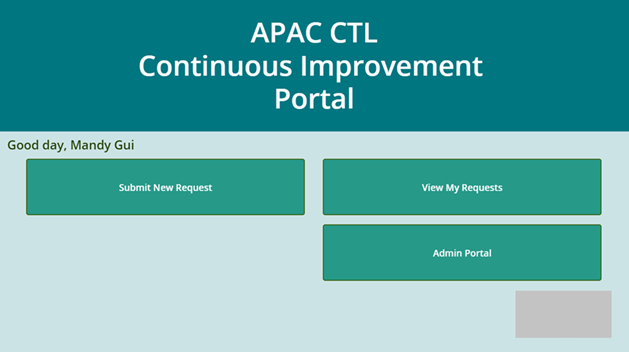 APAC CTL
Continuous Improvement
Portal
Good day, Mandy Gui
Submit New Request
View My Requests
Admin Portal